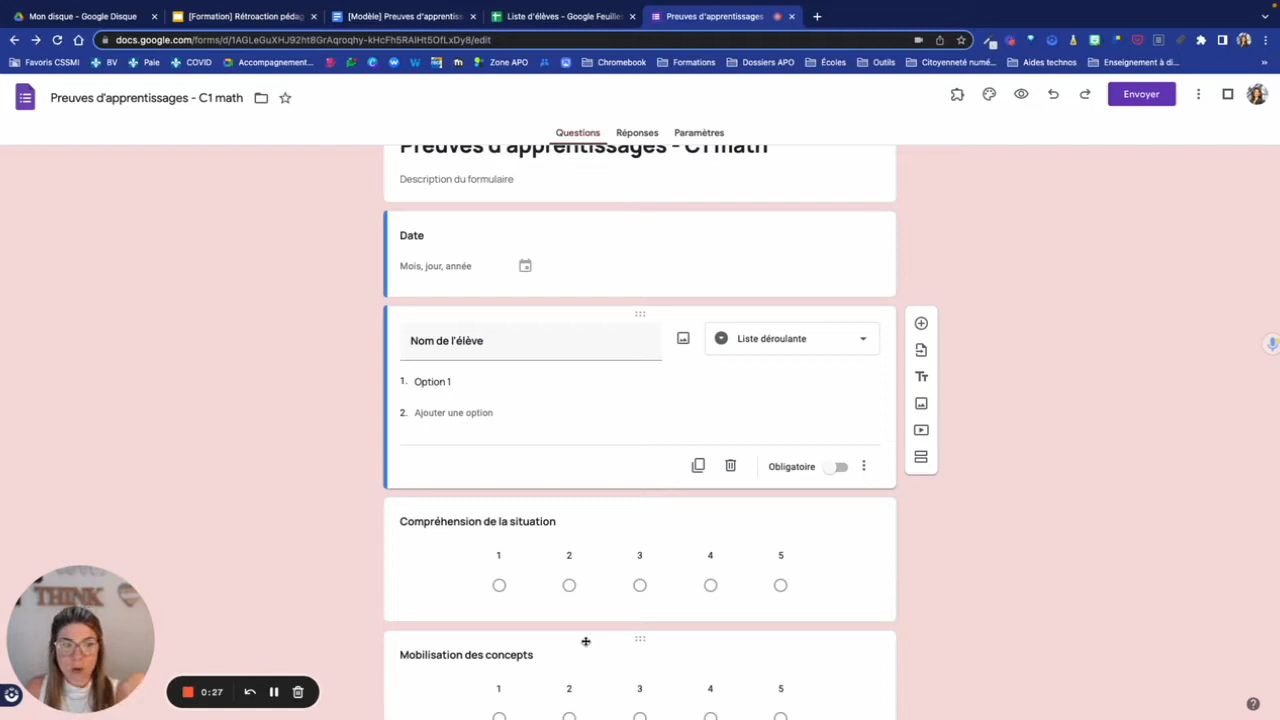 Mon disque - Google Disque
[Formation] Rétroaction pédag
[Modèle] Preuves d'apprentiss
Liste d'élèves - Google Feuilles
Preuves d'apprentissages
docs.google.com/forms/d/1AGLeGuXHJ92ht8GrAqroqhy-kHcFh5RAIHt5OfLxDy8/edit
Favoris CSSMI
BV
Paie
COVID
Accompagnement...
Zone APO
Chromebook
Formations
Dossiers APO
Écoles
Outils
Citoyenneté numé...
Aides technos
Enseignement à di...
Preuves d'apprentissages - C1 math
Envoyer
Questions
Réponses
Paramètres
Preuves d'apprentissages - C1 math
Description du formulaire
Date
Mois, jour, année
Nom de l'élève
Liste déroulante
1. Option 1
2. Ajouter une option
Obligatoire
Compréhension de la situation
1 2 3 4 5
Mobilisation des concepts
1 2 3 4 5
THINK
0:27